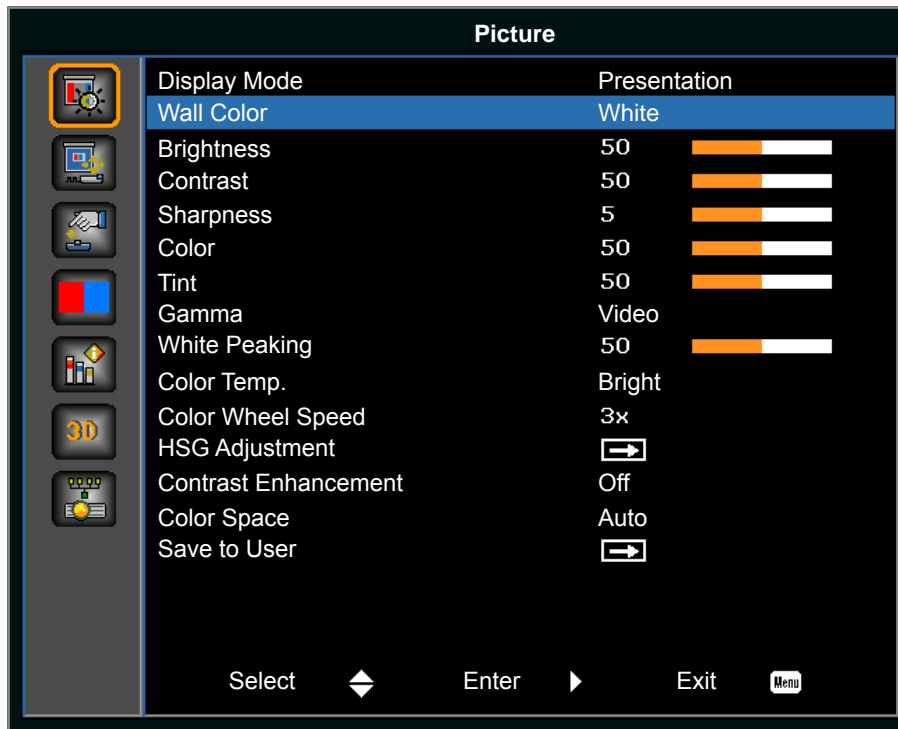 Picture
Display Mode Presentation
Wall Color White
Brightness 50
Contrast 50
Sharpness 5
Color 50
Tint 50
Gamma Video
White Peaking 50
Color Temp. Bright
Color Wheel Speed 3x
3D
HSG Adjustment
Contrast Enhancement Off
Color Space Auto
Save to User
Select Enter Exit Menu